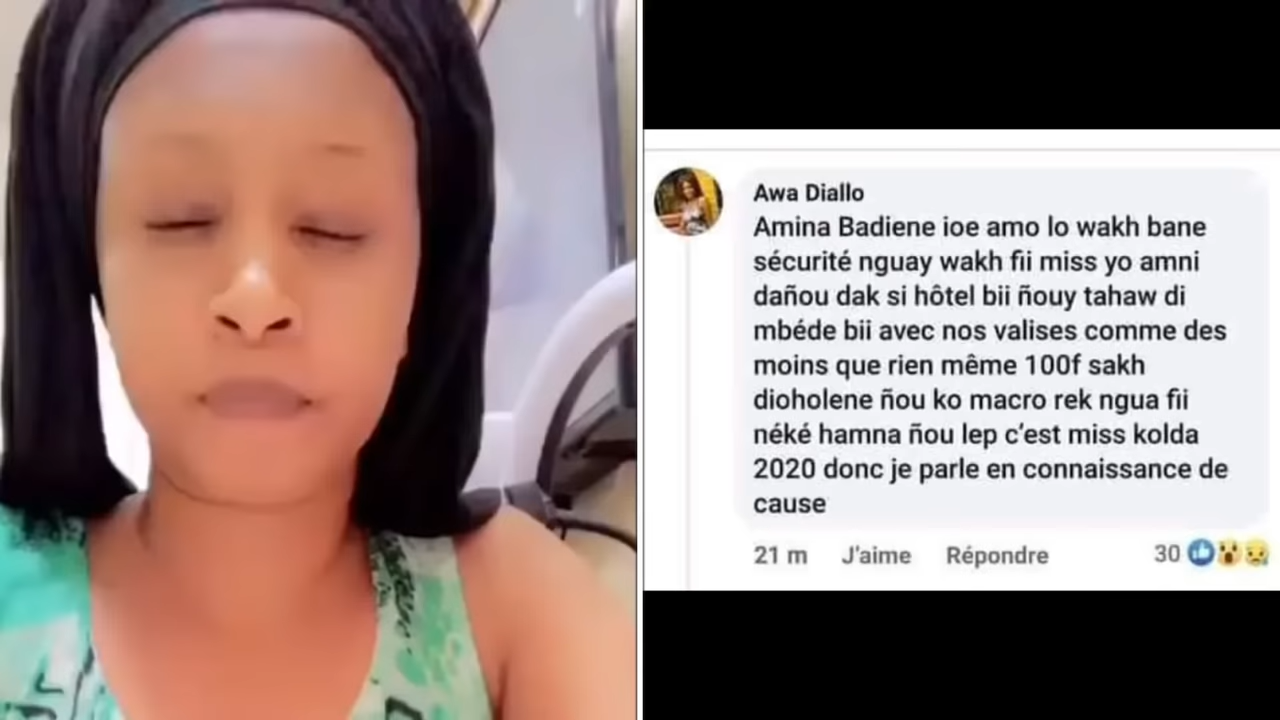 Awa Diallo
Amina Badiene ioe amo lo wakh bane
sécurité nguay wakh fii miss yo amni
dañou dak si hôtel bii ñouy tahaw di
mbéde bii avec nos valises comme des
moins que rien même 100f sakh
dioholene ñou ko macro rek ngua fii
néké hamna ñou lep c'est miss kolda
2020 donc je parle en connaissance de
cause
21 m J'aime Répondre 30